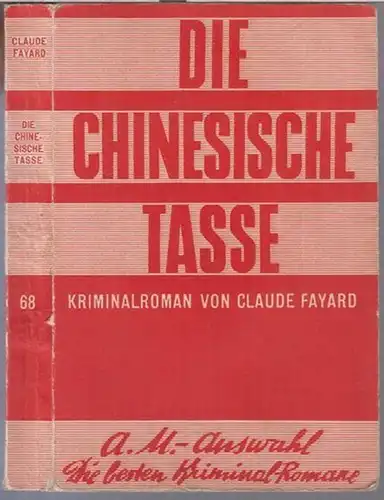 CLAUDE
FAYARD
DIE
CHINE-
SISCHE
TASSE
68
DIE
CHINESISCHE
TASSE
KRIMINALROMAN VON CLAUDE FAYARD
A. M.-Auswahl
Die besten Kriminal-Romane